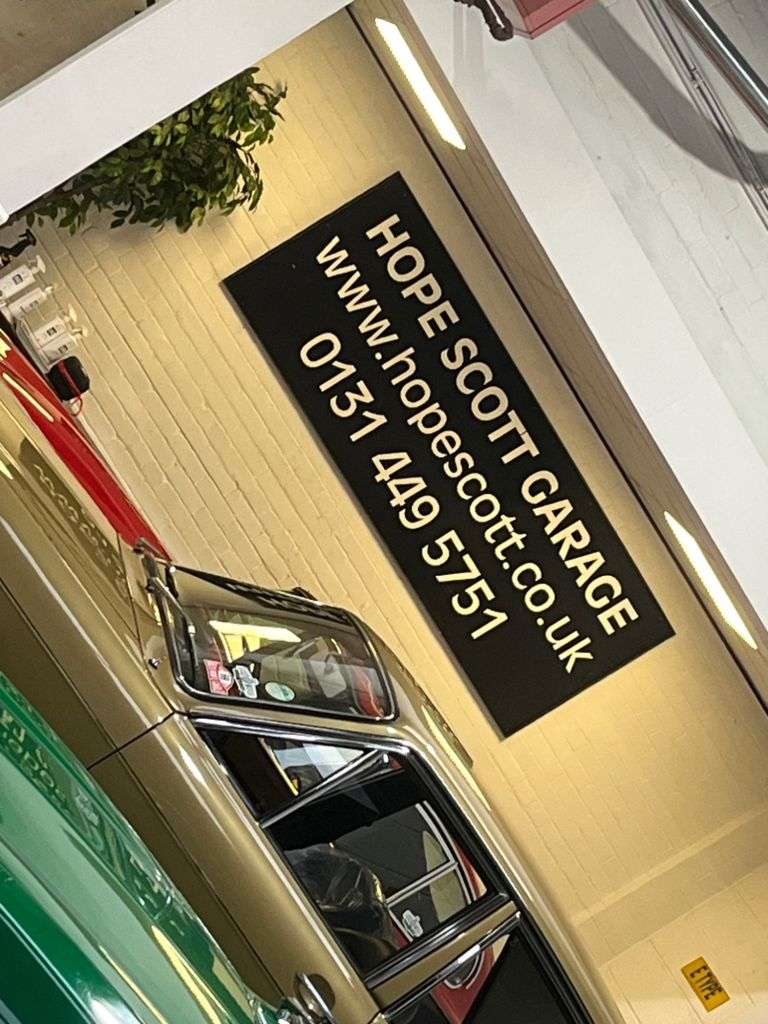 HOPE SCOTT GARAGE
www.hopescott.co.uk
0131 449 5751
E TYPE